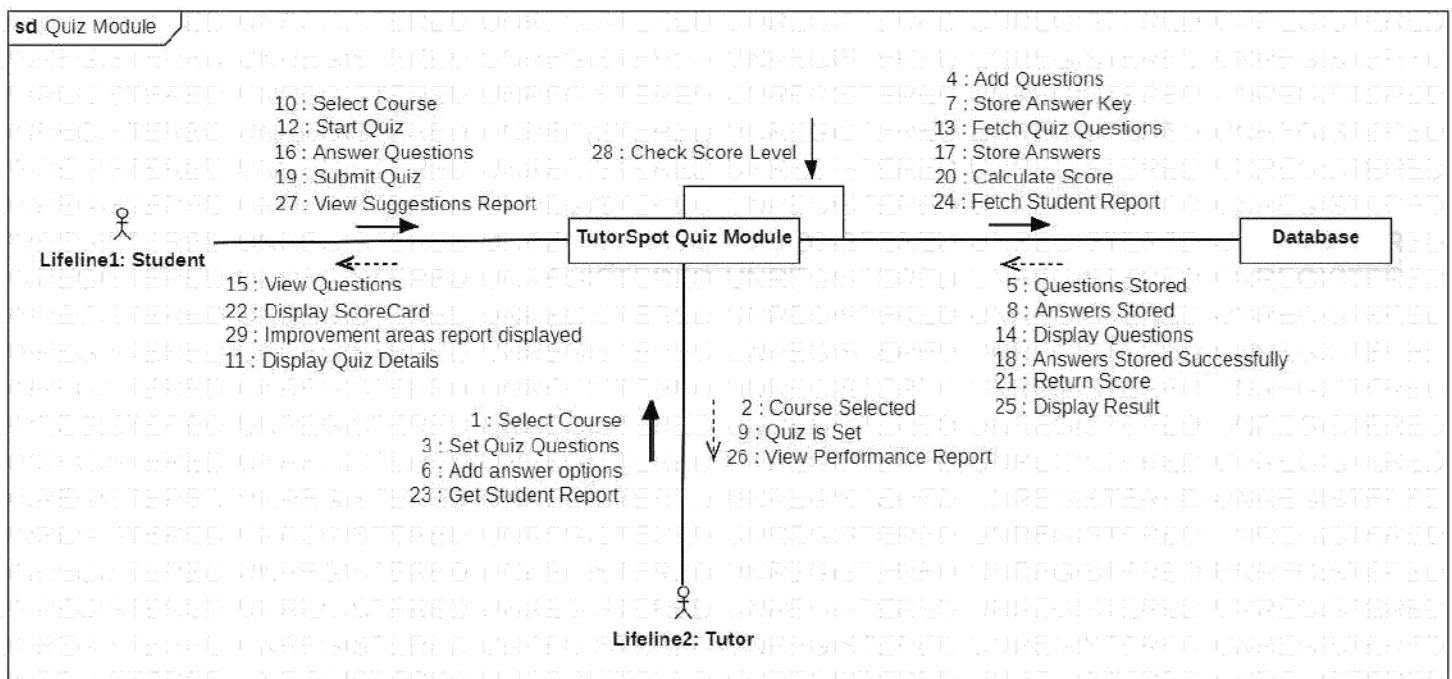 sd Quiz Module
10 : Select Course
12 : Start Quiz
16 : Answer Questions
19 : Submit Quiz
27 : View Suggestions Report
28 : Check Score Level
4 : Add Questions
7 : Store Answer Key
13 : Fetch Quiz Questions
17 : Store Answers
20 : Calculate Score
24 : Fetch Student Report
Lifeline1: Student
TutorSpot Quiz Module
Database
15 : View Questions
22 : Display ScoreCard
29 : Improvement areas report displayed
11 : Display Quiz Details
5 : Questions Stored
8 : Answers Stored
14 : Display Questions
18 : Answers Stored Successfully
21 : Return Score
25 : Display Result
1 : Select Course
3 : Set Quiz Questions
6 : Add answer options
23 : Get Student Report
2 : Course Selected
9 : Quiz is Set
26 : View Performance Report
Lifeline2: Tutor